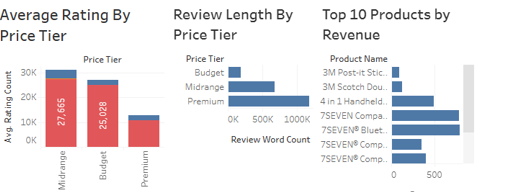 Average Rating By
Price Tier
Price Tier
Avg. Rating Count
30K
20K
10K
0K
27,665
25,028
Midrange
Budget
Premium
Review Length By
Price Tier
Price Tier
Budget
Midrange
Premium
0K
500K
1000K
Review Word Count
Top 10 Products by
Revenue
Product Name
3M Post-it Stic..
3M Scotch Dou..
4 in 1 Handheld..
7SEVEN Compa..
7SEVEN® Bluet..
7SEVEN® Comp..
7SEVEN® Comp..
0
500